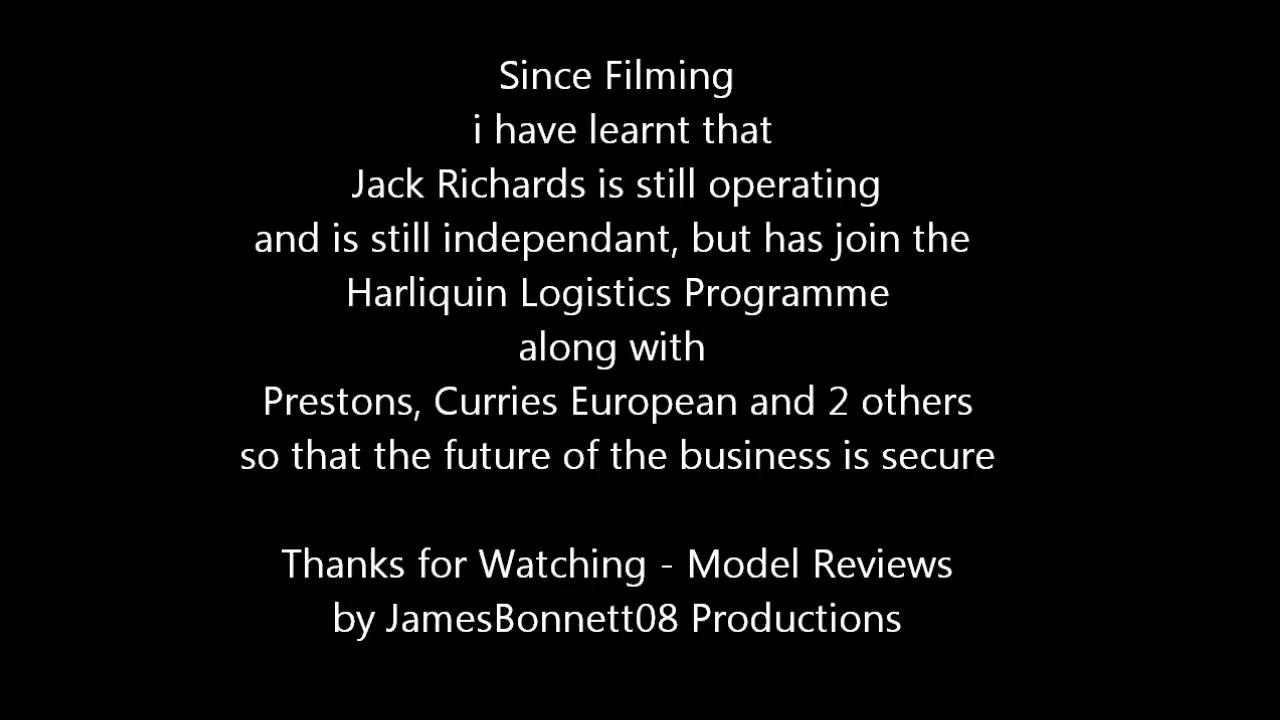 Since Filming
i have learnt that
Jack Richards is still operating
and is still independant, but has join the
Harliquin Logistics Programme
along with
Prestons, Curries European and 2 others
so that the future of the business is secure
Thanks for Watching - Model Reviews
by JamesBonnett08 Productions